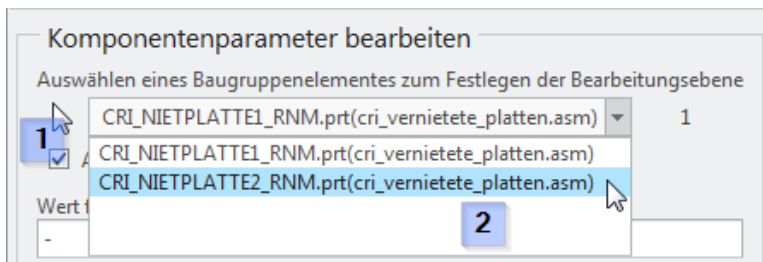 Komponentenparameter bearbeiten
Auswählen eines Baugruppenelementes zum Festlegen der Bearbeitungsebene
CRI_NIETPLATTE1_RNM.prt(cri_vernietete_platten.asm) 1
1
CRI_NIETPLATTE1_RNM.prt(cri_vernietete_platten.asm)
CRI_NIETPLATTE2_RNM.prt(cri_vernietete_platten.asm)
Wert
2
-